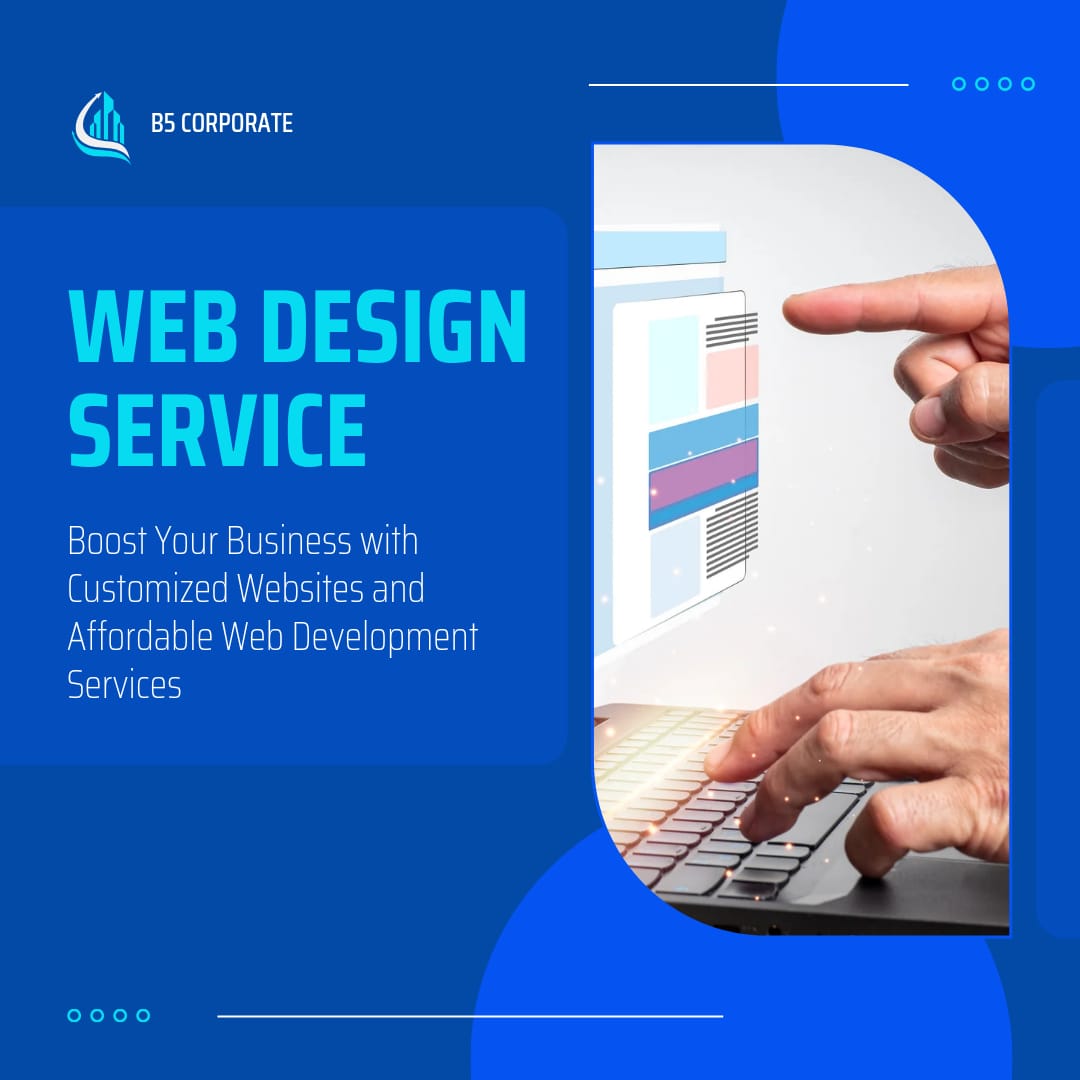 B5 CORPORATE
WEB DESIGN
SERVICE
Boost Your Business with
Customized Websites and
Affordable Web Development
Services